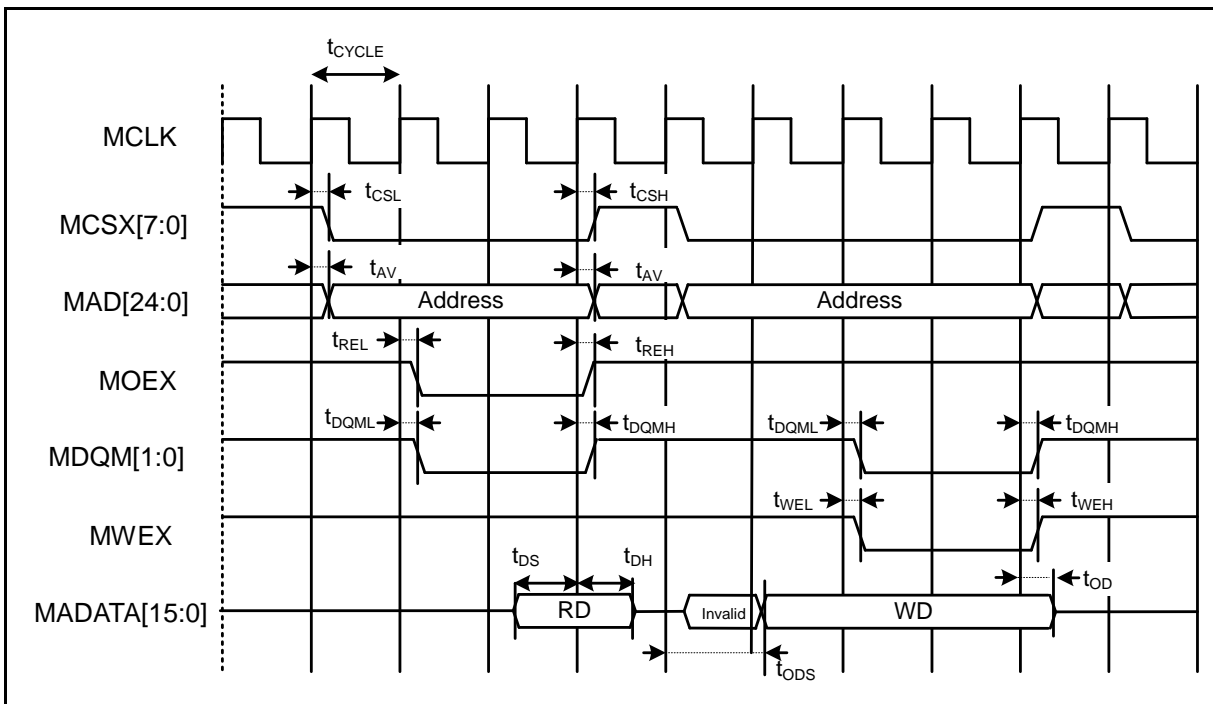 tCYCLE
MCLK
tCSL tCSH
MCSX[7:0]
tAV tAV
MAD[24:0] Address Address
tREL tREH
MOEX
tDQML tDQMH tDQML tDQMH
MDQM[1:0]
tWEL tWEH
MWEX
tDS tDH tOD
MADATA[15:0] RD Invalid WD
tODS